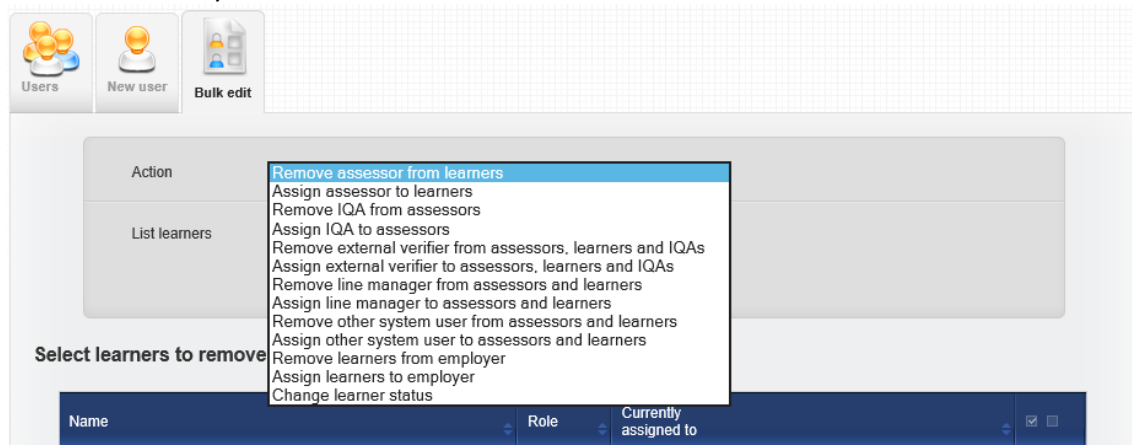 Users
New user
Bulk edit
Action
Remove assessor from learners
Assign assessor to learners
Remove IQA from assessors
Assign IQA to assessors
Remove external verifier from assessors, learners and IQAs
Assign external verifier to assessors, learners and IQAs
Remove line manager from assessors and learners
Assign line manager to assessors and learners
Remove other system user from assessors and learners
Assign other system user to assessors and learners
Remove learners from employer
Assign learners to employer
Change learner status
List learners
Select learners to remove
Name
Role
Currently
assigned to